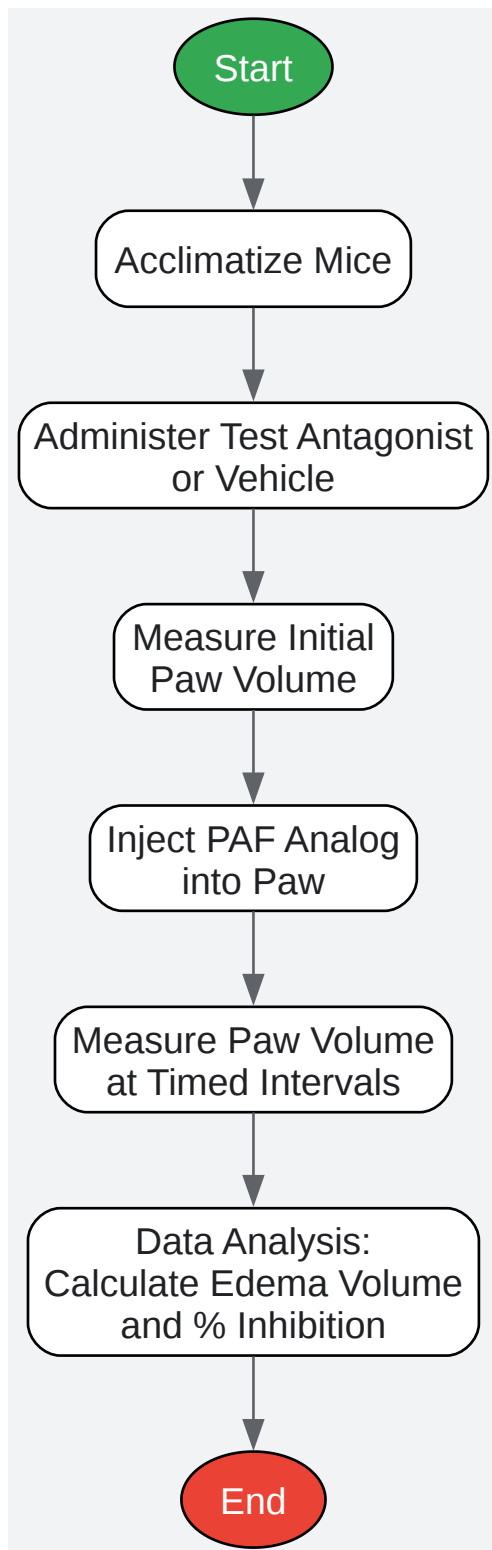 Start
Acclimatize Mice
Administer Test Antagonist
or Vehicle
Measure Initial
Paw Volume
Inject PAF Analog
into Paw
Measure Paw Volume
at Timed Intervals
Data Analysis:
Calculate Edema Volume
and % Inhibition
End